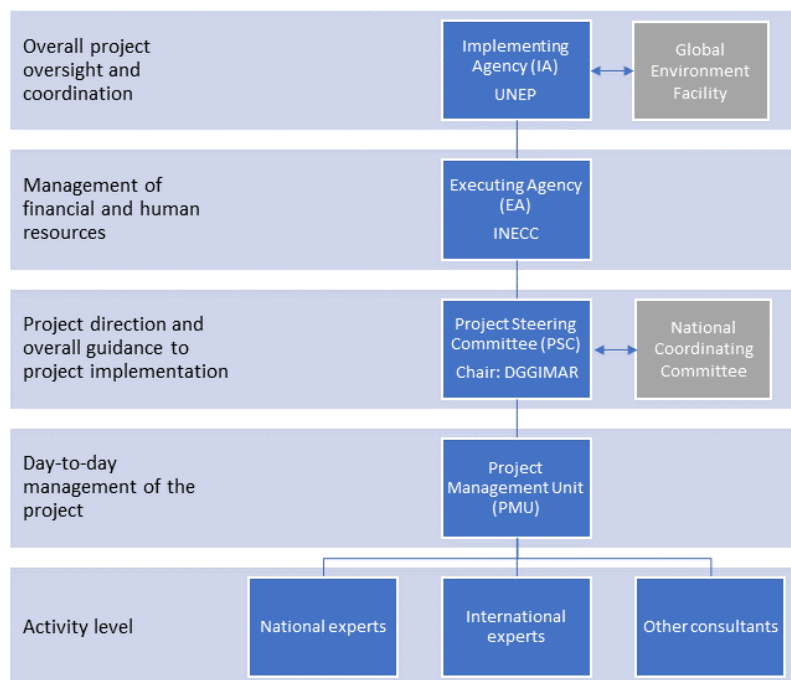 Overall project
oversight and
coordination
Implementing
Agency (IA)
UNEP
Global
Environment
Facility
Management of
financial and human
resources
Executing Agency
(EA)
INECC
Project direction and
overall guidance to
project implementation
Project Steering
Committee (PSC)
Chair: DGGIMAR
National
Coordinating
Committee
Day-to-day
management of the
project
Project
Management Unit
(PMU)
Activity level
National experts
International
experts
Other consultants